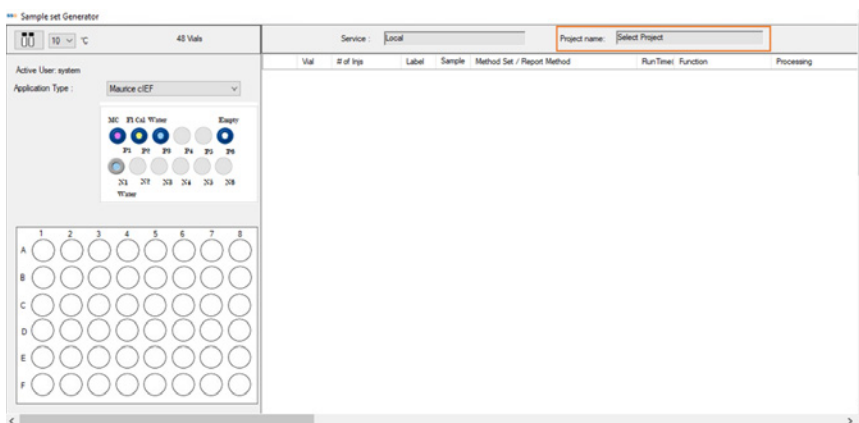 Sample set Generator
10 °C 48 Vials
Service : Local Project name: Select Project
Active User: system
Application Type : Maurice cIEF
Vial # of Injs Label Sample Method Set / Report Method RunTime( Function Processing
MC Fl Cal Water Empty
P1 P2 P3 P4 P5 P6
N1 N2 N3 N4 N5 N6
Water
1 2 3 4 5 6 7 8
A
B
C
D
E
F